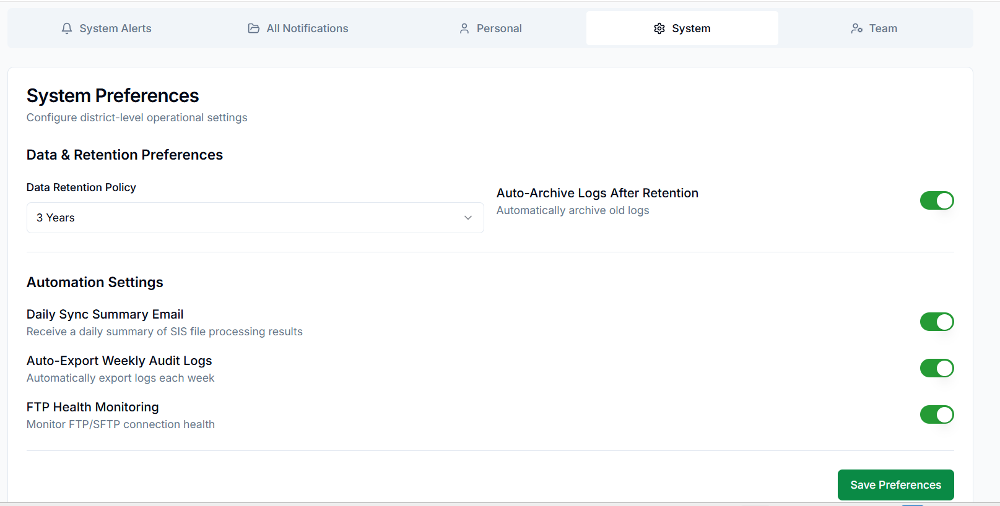 System Alerts
All Notifications
Personal
System
Team
System Preferences
Configure district-level operational settings
Data & Retention Preferences
Data Retention Policy
3 Years
Auto-Archive Logs After Retention
Automatically archive old logs
Automation Settings
Daily Sync Summary Email
Receive a daily summary of SIS file processing results
Auto-Export Weekly Audit Logs
Automatically export logs each week
FTP Health Monitoring
Monitor FTP/SFTP connection health
Save Preferences